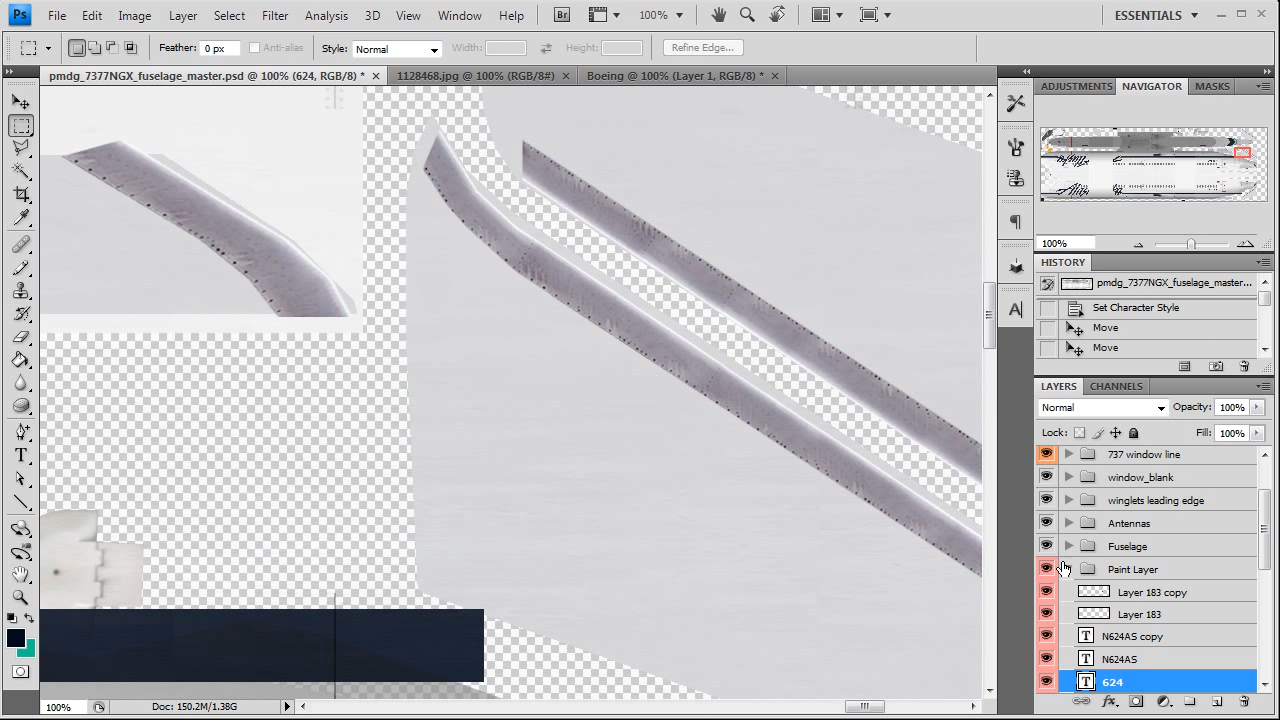 Ps File Edit Image Layer Select Filter Analysis 3D View Window Help Br 100% ESSENTIALS
Feather: 0 px Anti-alias Style: Normal Width: Height: Refine Edge...
pmdg_7377NGX_fuselage_master.psd @ 100% (624, RGB/8) * 1128468.jpg @ 100% (RGB/8#) Boeing @ 100% (Layer 1, RGB/8) *
ADJUSTMENTS NAVIGATOR MASKS
100%
HISTORY
pmdg_7377NGX_fuselage_master...
Set Character Style
Move
Move
LAYERS CHANNELS
Normal Opacity: 100%
Lock: Fill: 100%
737 window line
window_blank
winglets leading edge
Antennas
Fuselage
Paint Layer
Layer 183 copy
Layer 183
T N624AS copy
T N624AS
T 624
100% Doc: 150.2M/1.38G